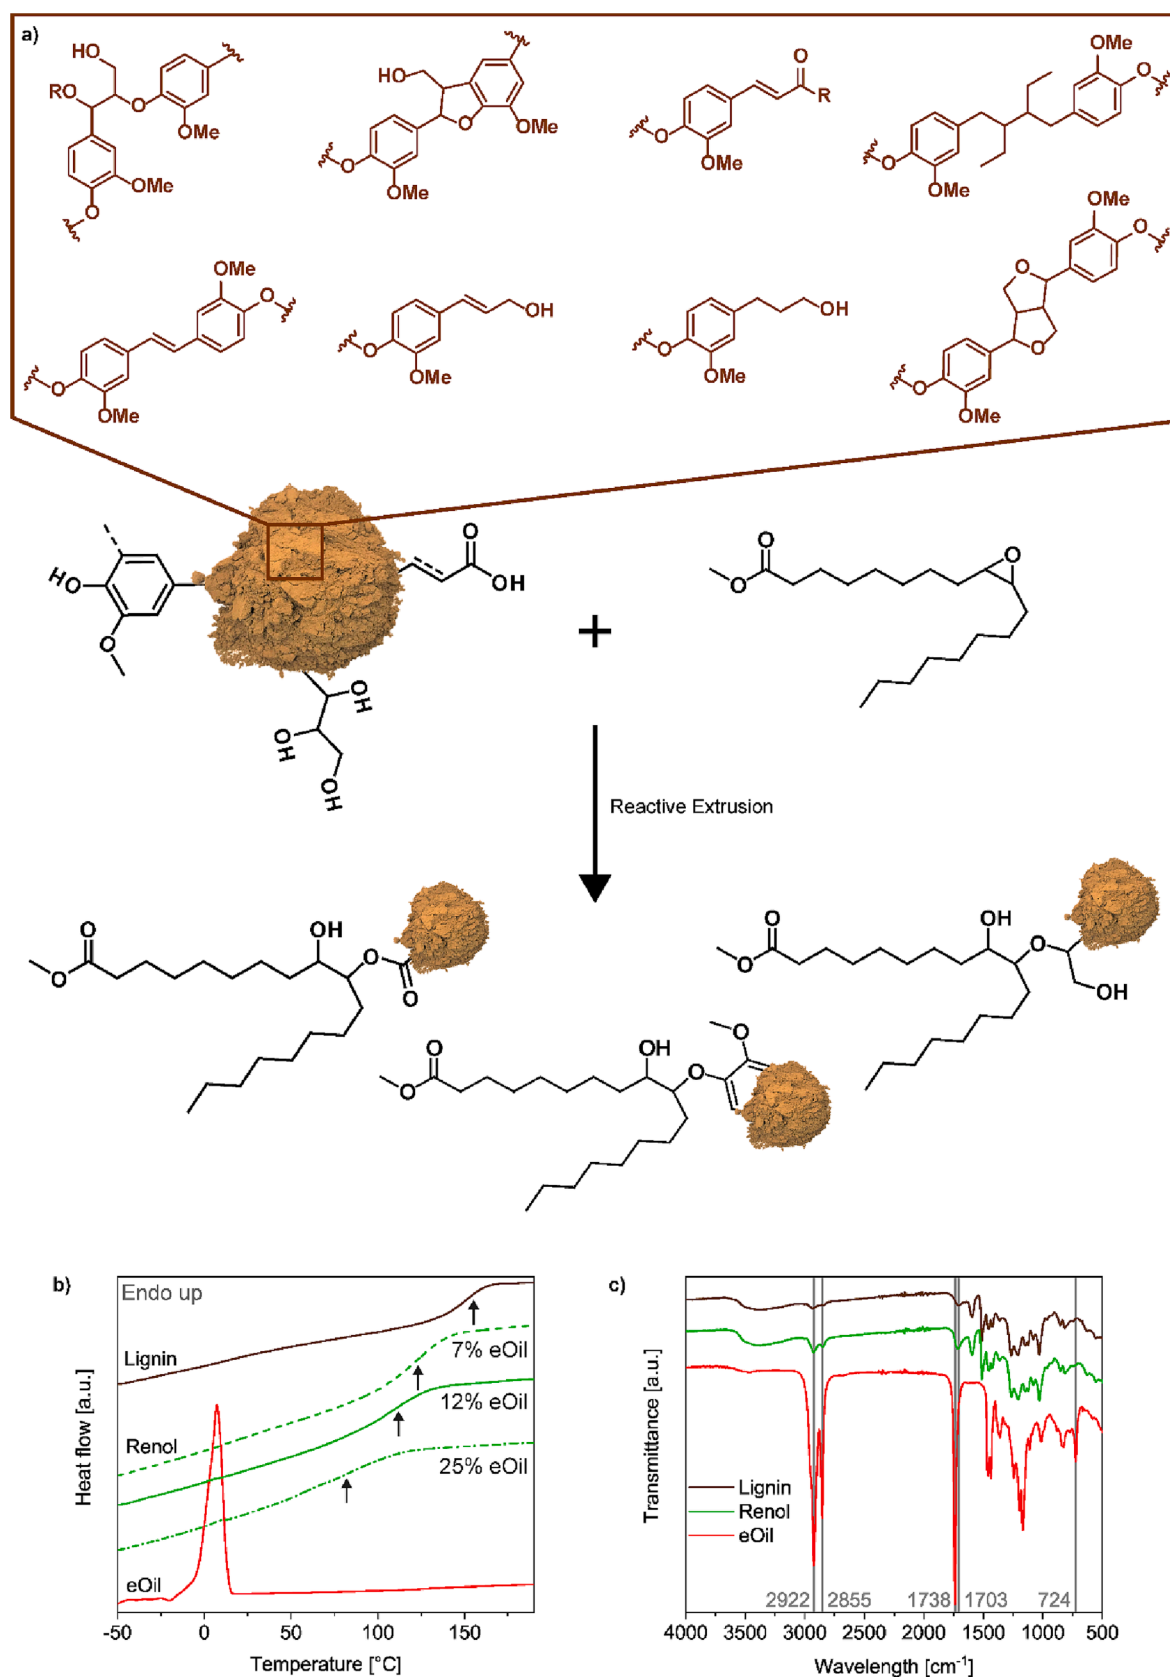 a)
HO
RO
O
OMe
OMe
O
HO
O
OMe
O
OMe
O
R
O
OMe
OMe
O
O
OMe
OMe
O
O
OMe
OH
O
OMe
OH
O
OMe
OMe
O
O
O
O
OMe
HO
O
O
OH
OH
OH
OH
+
O
O
O
Reactive Extrusion
O
O
OH
O
O
O
O
OH
O
OH
O
O
OH
O
O
b)
Endo up
Lignin
7% eOil
12% eOil
Renol
25% eOil
eOil
Heat flow [a.u.]
-50 0 50 100 150
Temperature [°C]
c)
Transmittance [a.u.]
Lignin
Renol
eOil
2922 2855 1738 1703 724
4000 3500 3000 2500 2000 1500 1000 500
Wavelength [cm-1]